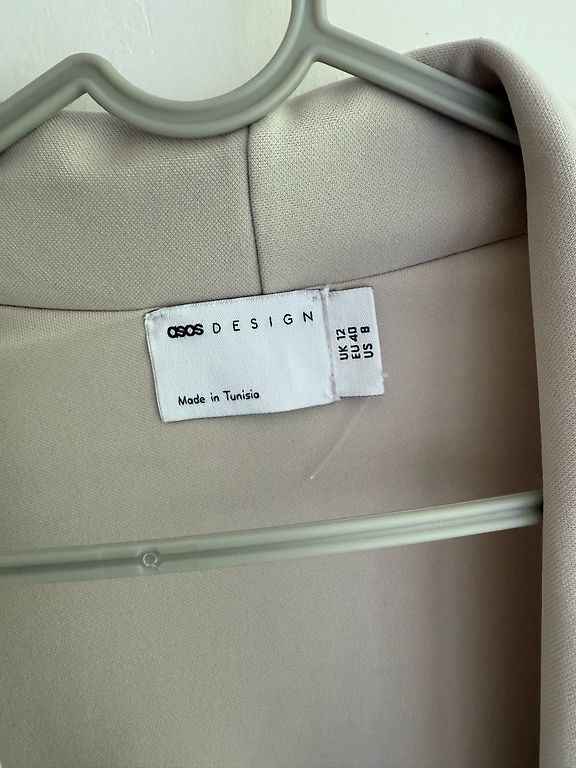 asos DESIGN
Made in Tunisia
UK 12
EU 40
US 8